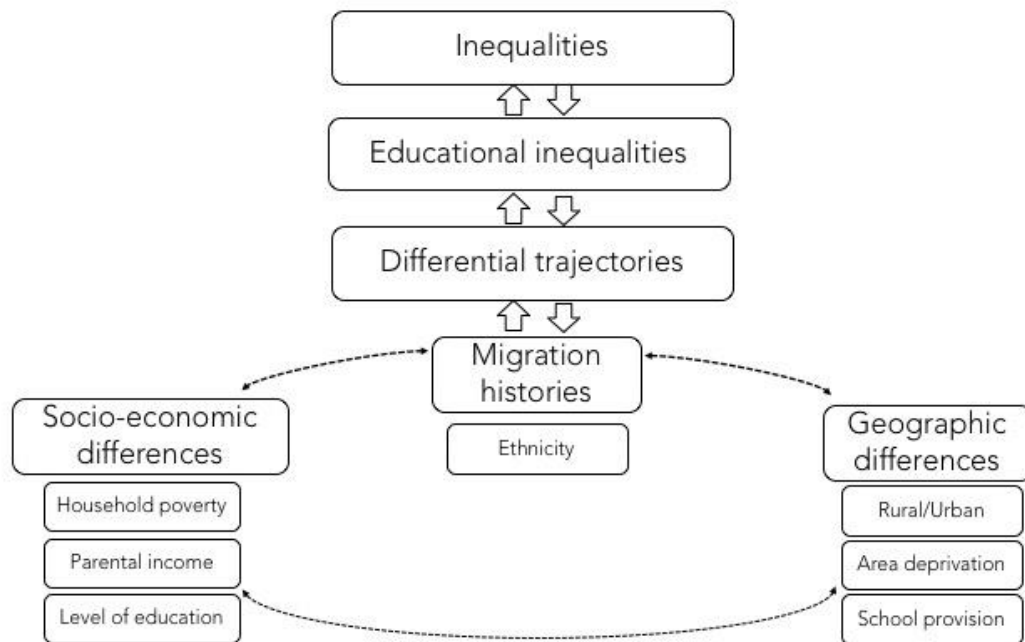 Inequalities
Educational inequalities
Differential trajectories
Migration
histories
Ethnicity
Socio-economic
differences
Household poverty
Parental income
Level of education
Geographic
differences
Rural/Urban
Area deprivation
School provision